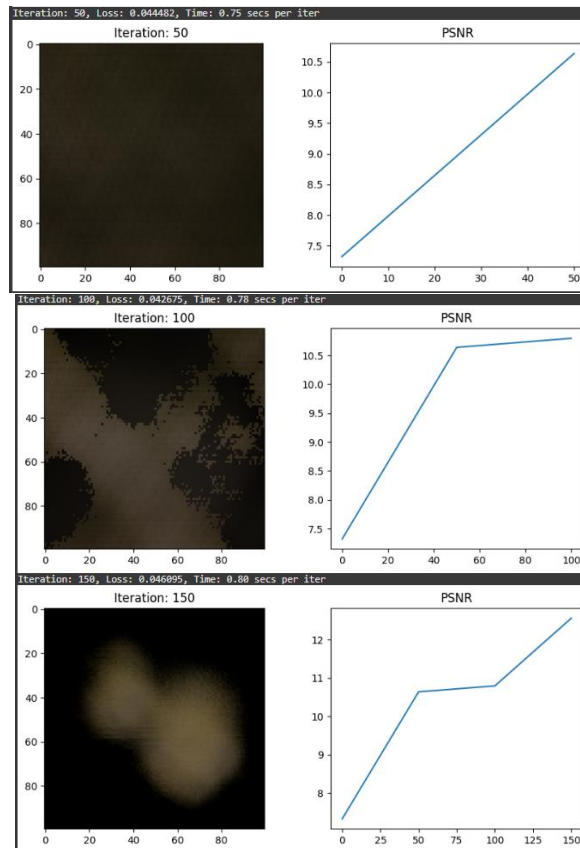 Iteration: 50, Loss: 0.044482, Time: 0.75 secs per iter
Iteration: 50
PSNR
0
20
40
60
80
0 20 40 60 80
10.5
10.0
9.5
9.0
8.5
8.0
7.5
0 10 20 30 40 50
Iteration: 100, Loss: 0.042675, Time: 0.78 secs per iter
Iteration: 100
PSNR
0
20
40
60
80
0 20 40 60 80
10.5
10.0
9.5
9.0
8.5
8.0
7.5
0 20 40 60 80 100
Iteration: 150, Loss: 0.046095, Time: 0.80 secs per iter
Iteration: 150
PSNR
0
20
40
60
80
0 20 40 60 80
12
11
10
9
8
0 25 50 75 100 125 150